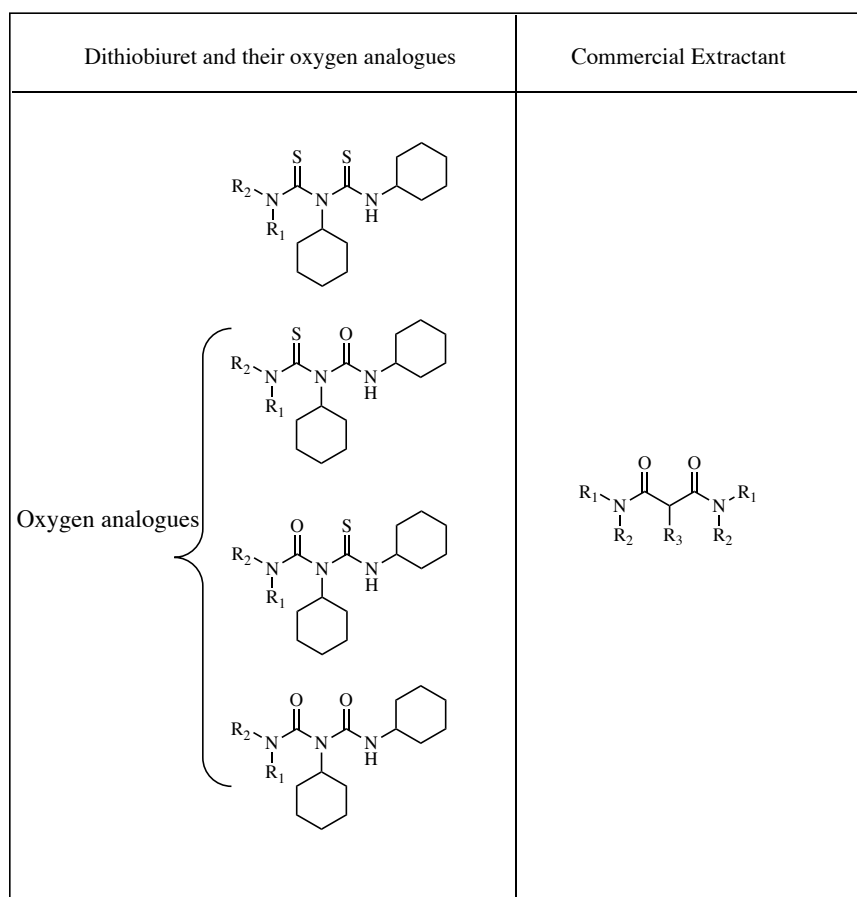 Dithiobiuret and their oxygen analogues
Commercial Extractant
S S
R2 N N N
H
R1
S O
R2 N N N
H
R1
Oxygen analogues
O S
R2 N N N
H
R1
O O
R2 N N N
H
R1
O O
R1 N N R1
R2 R3 R2